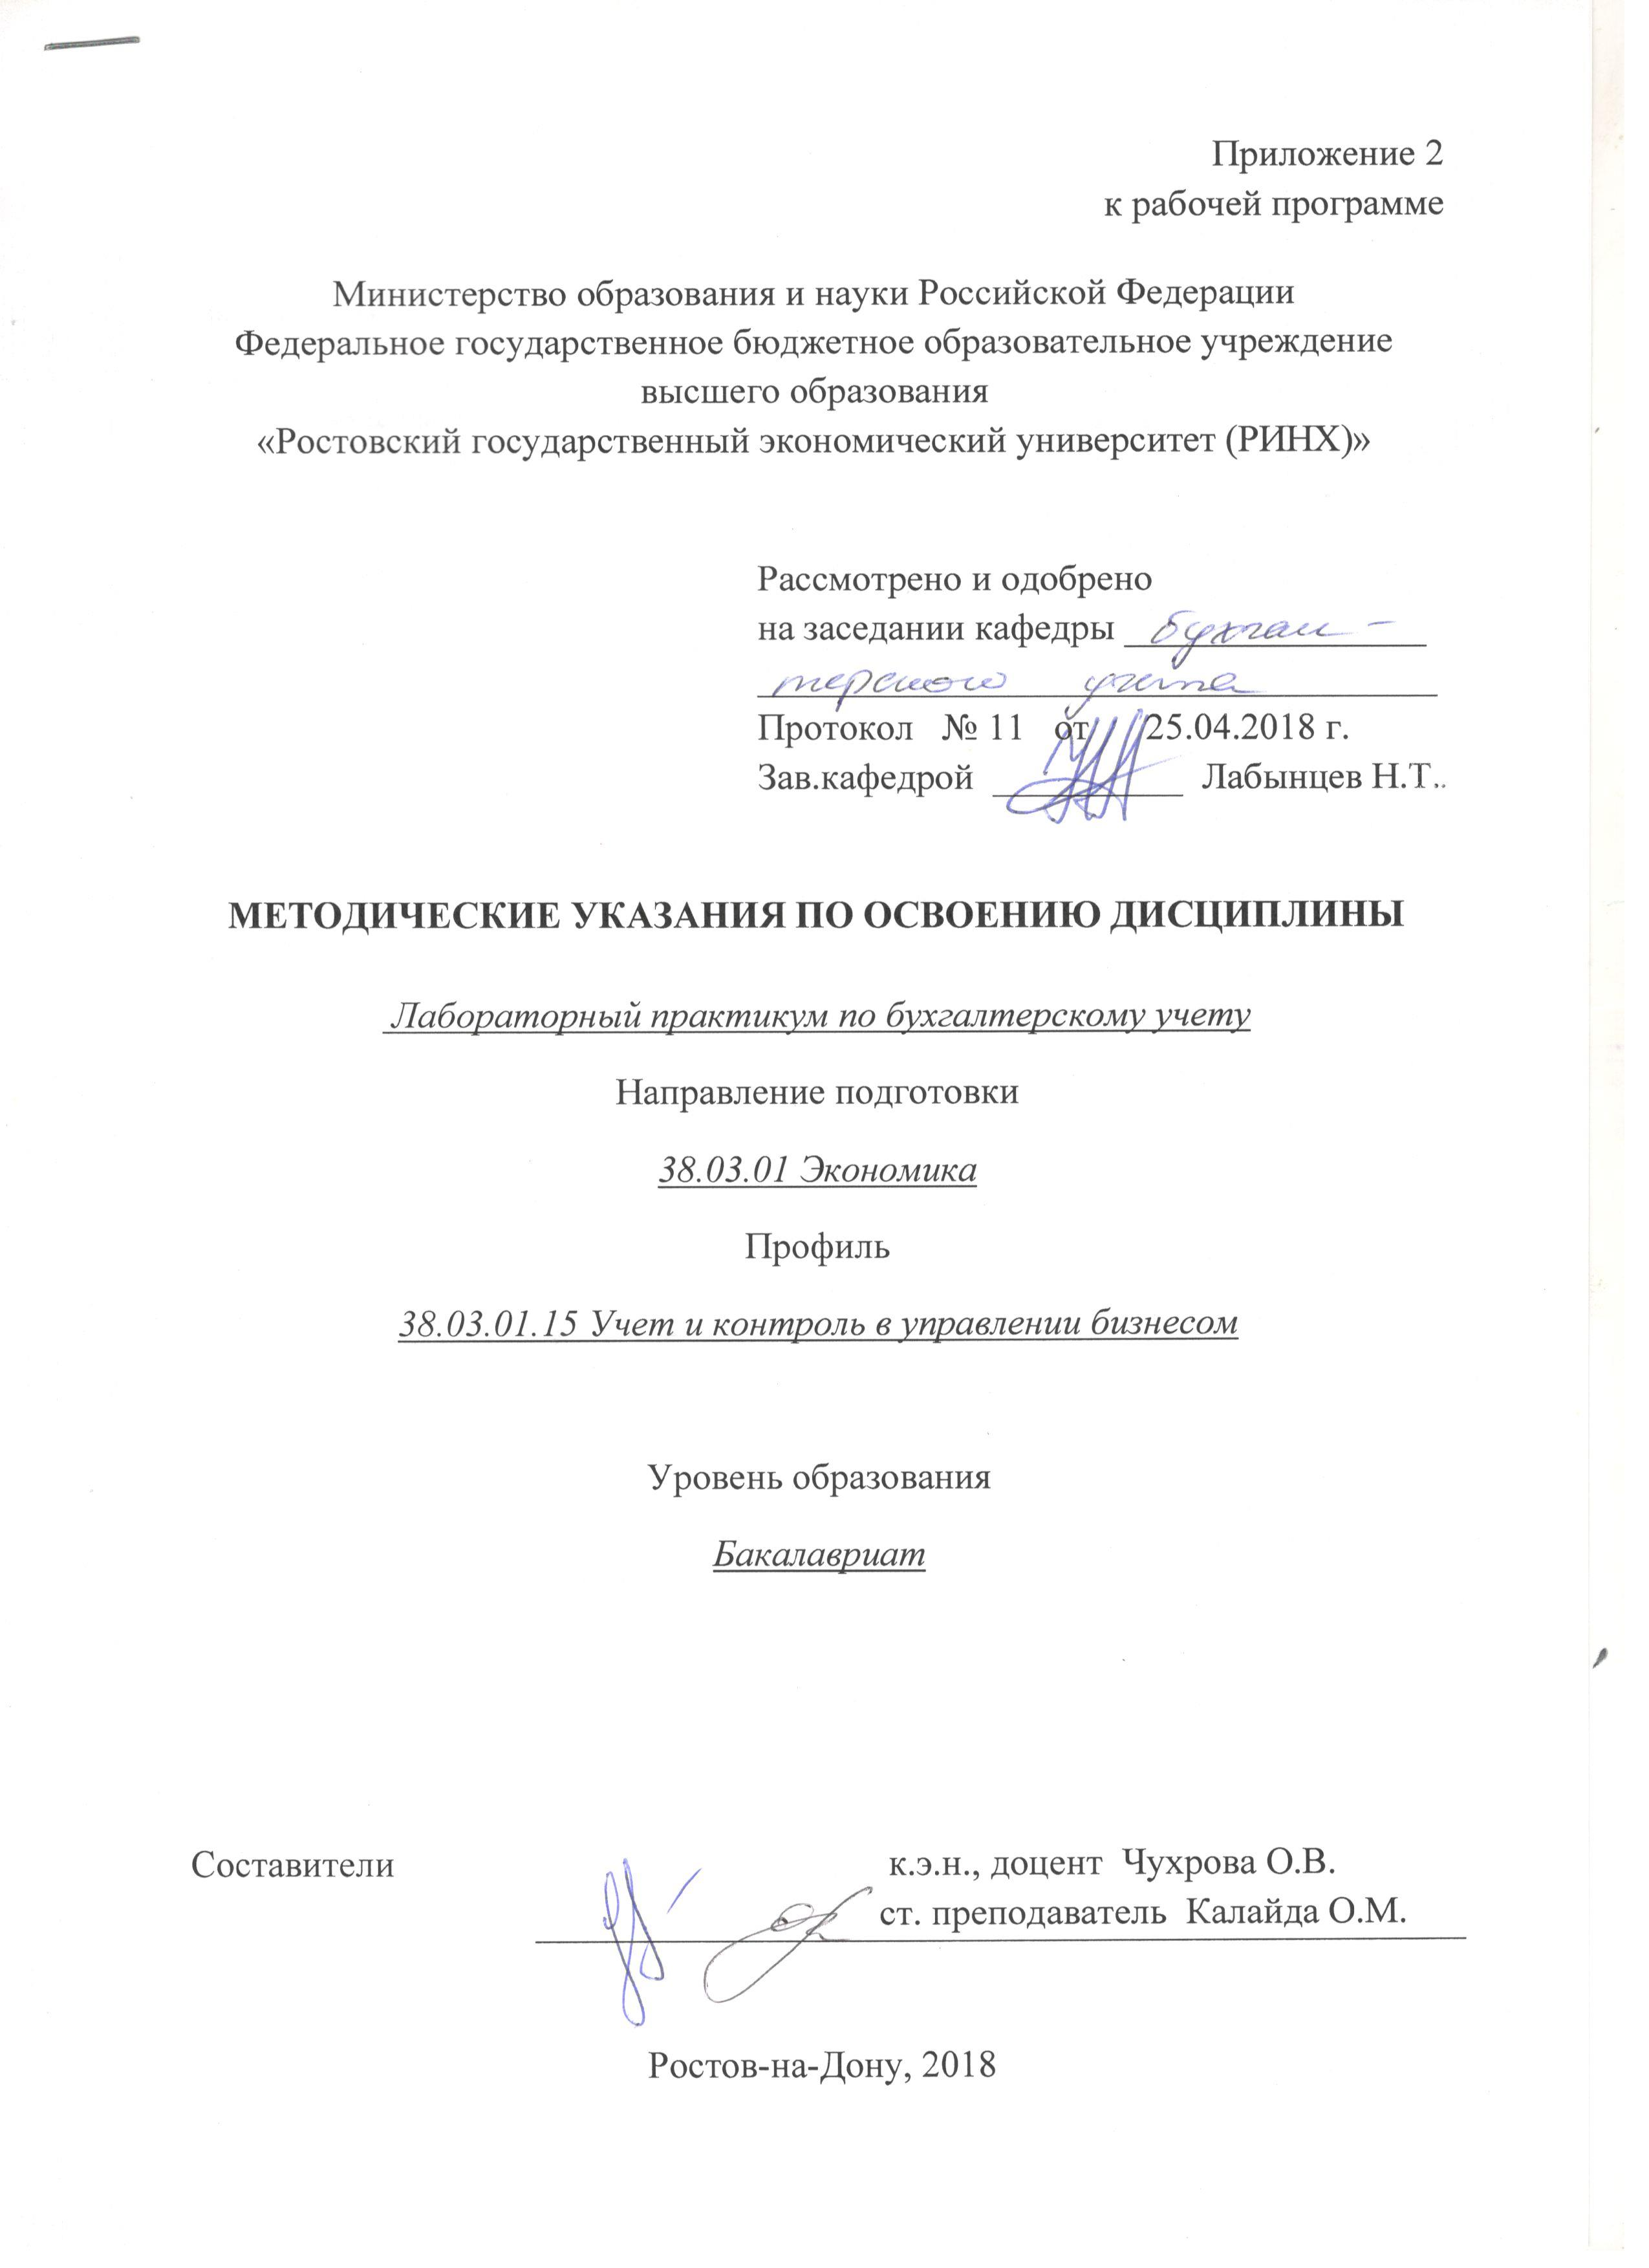 Приложение 2
к рабочей программе
Министерство образования и науки Российской Федерации
Федеральное государственное бюджетное образовательное учреждение
высшего образования
«Ростовский государственный экономический университет (РИНХ)»
Рассмотрено и одобрено
на заседании кафедры бухгал-
терского учета
Протокол № 11 от 25.04.2018 г.
Зав.кафедрой Лабынцев Н.Т..
МЕТОДИЧЕСКИЕ УКАЗАНИЯ ПО ОСВОЕНИЮ ДИСЦИПЛИНЫ
Лабораторный практикум по бухгалтерскому учету
Направление подготовки
38.03.01 Экономика
Профиль
38.03.01.15 Учет и контроль в управлении бизнесом
Уровень образования
Бакалавриат
Составители к.э.н., доцент Чухрова О.В.
ст. преподаватель Калайда О.М.
Ростов-на-Дону, 2018